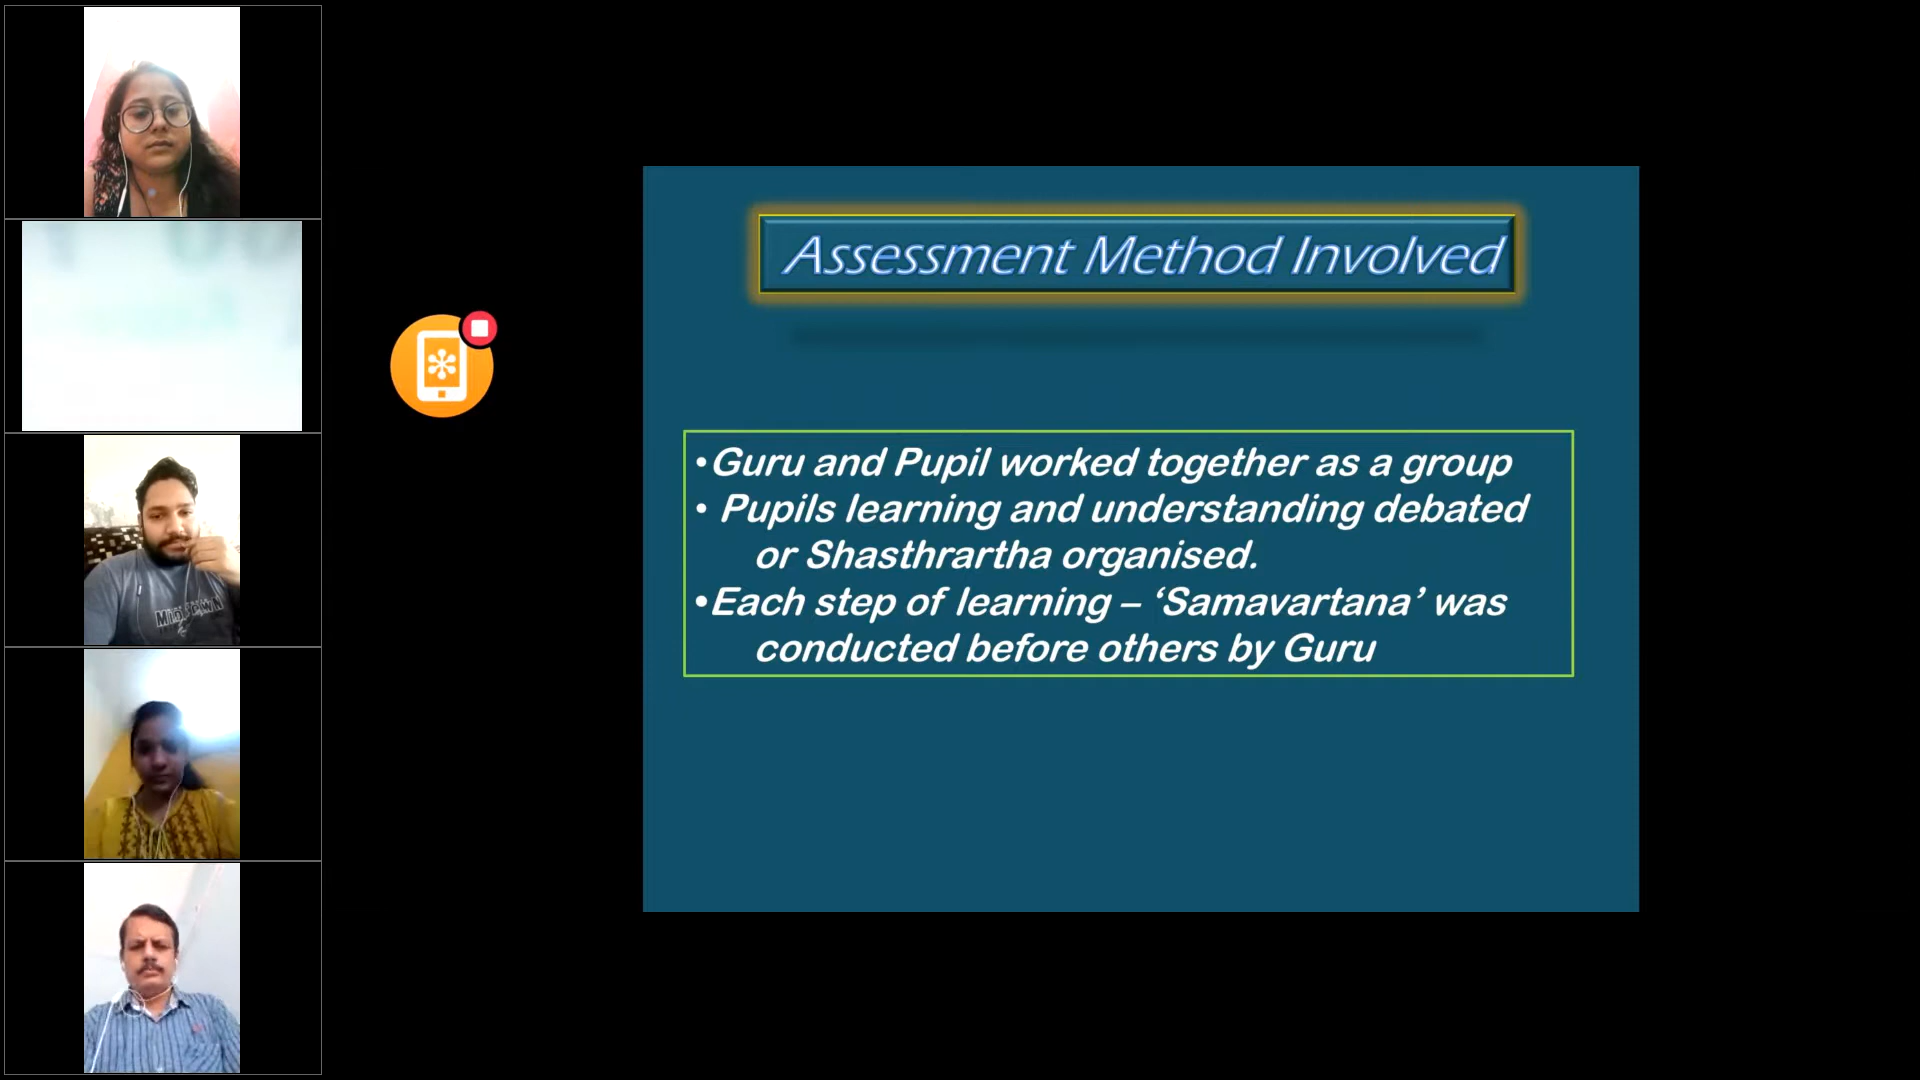 Assessment Method Involved
•Guru and Pupil worked together as a group
• Pupils learning and understanding debated
or Shasthrartha organised.
•Each step of learning – ‘Samavartana’ was
conducted before others by Guru